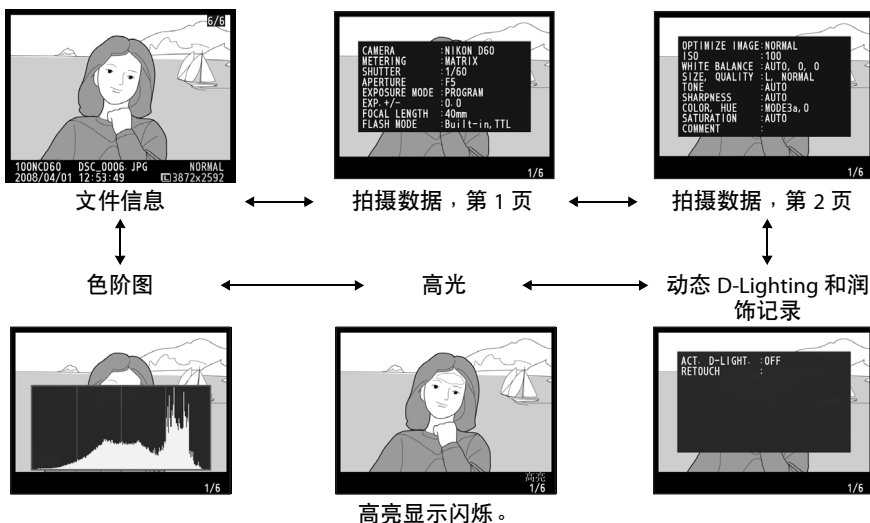 6/6
100NCD60 DSC_0006.JPG NORMAL
2008/04/01 12:53:49 L3872x2592
CAMERA :NIKON D60
METERING :MATRIX
SHUTTER :1/60
APERTURE :F5
EXPOSURE MODE :PROGRAM
EXP.+/- :0.0
FOCAL LENGTH :40mm
FLASH MODE :Built-in,TTL
1/6
OPTIMIZE IMAGE:NORMAL
ISO :100
WHITE BALANCE :AUTO, 0, 0
SIZE, QUALITY :L, NORMAL
TONE :AUTO
SHARPNESS :AUTO
COLOR, HUE :MODE3a,0
SATURATION :AUTO
COMMENT :
1/6
文件信息
拍摄数据，第 1 页
拍摄数据，第 2 页
色阶图
高光
动态 D-Lighting 和润
饰记录
1/6
高亮
1/6
ACT. D-LIGHT. :OFF
RETOUCH :
1/6
高亮显示闪烁。